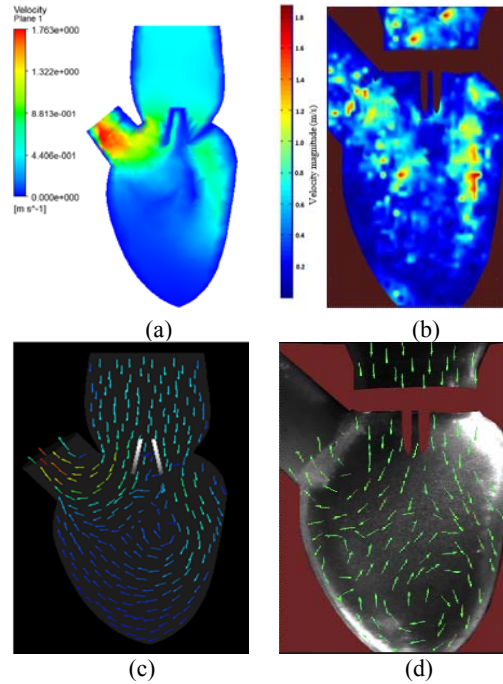 Velocity
Plane 1
1.763e+000
1.322e+000
8.813e-001
4.406e-001
0.000e+000
[m s^-1]
(a)
1.8
1.6
1.4
1.2
1
0.8
0.6
0.4
0.2
Velocity magnitude (m/s)
(b)
(c)
(d)